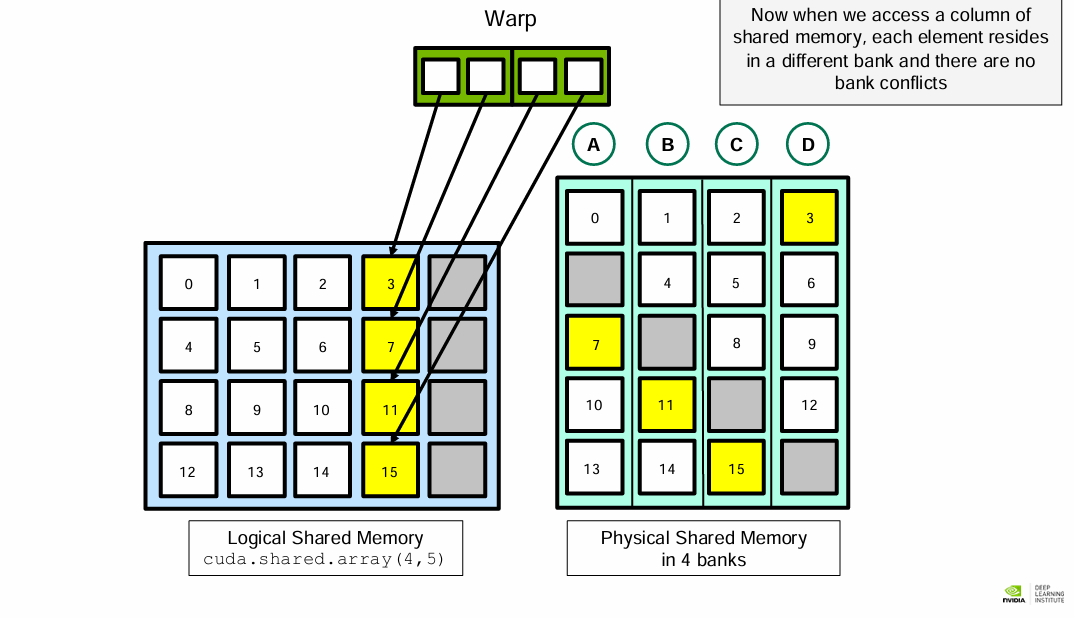 Warp
Now when we access a column of
shared memory, each element resides
in a different bank and there are no
bank conflicts
A B C D
0 1 2 3
4 5 6
7 8 9
10 11 12
13 14 15
0 1 2 3
4 5 6 7
8 9 10 11
12 13 14 15
Logical Shared Memory
cuda.shared.array(4,5)
Physical Shared Memory
in 4 banks
NVIDIA
DEEP
LEARNING
INSTITUTE